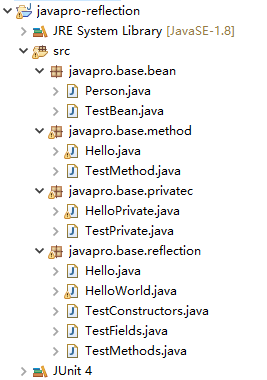 javapro-reflection
JRE System Library [JavaSE-1.8]
src
javapro.base.bean
Person.java
TestBean.java
javapro.base.method
Hello.java
TestMethod.java
javapro.base.privatec
HelloPrivate.java
TestPrivate.java
javapro.base.reflection
Hello.java
HelloWorld.java
TestConstructors.java
TestFields.java
TestMethods.java
JUnit 4